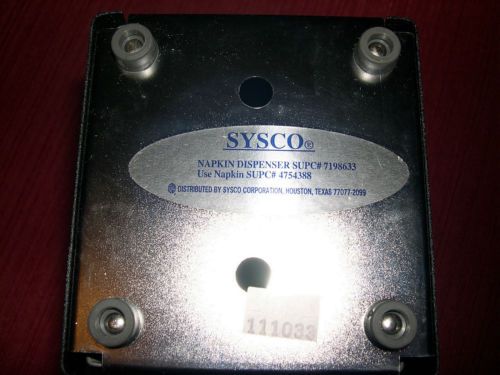 SYSCO®
NAPKIN DISPENSER SUPC# 7198633
Use Napkin SUPC# 4754388
DISTRIBUTED BY SYSCO CORPORATION, HOUSTON, TEXAS 77077-2099
111033